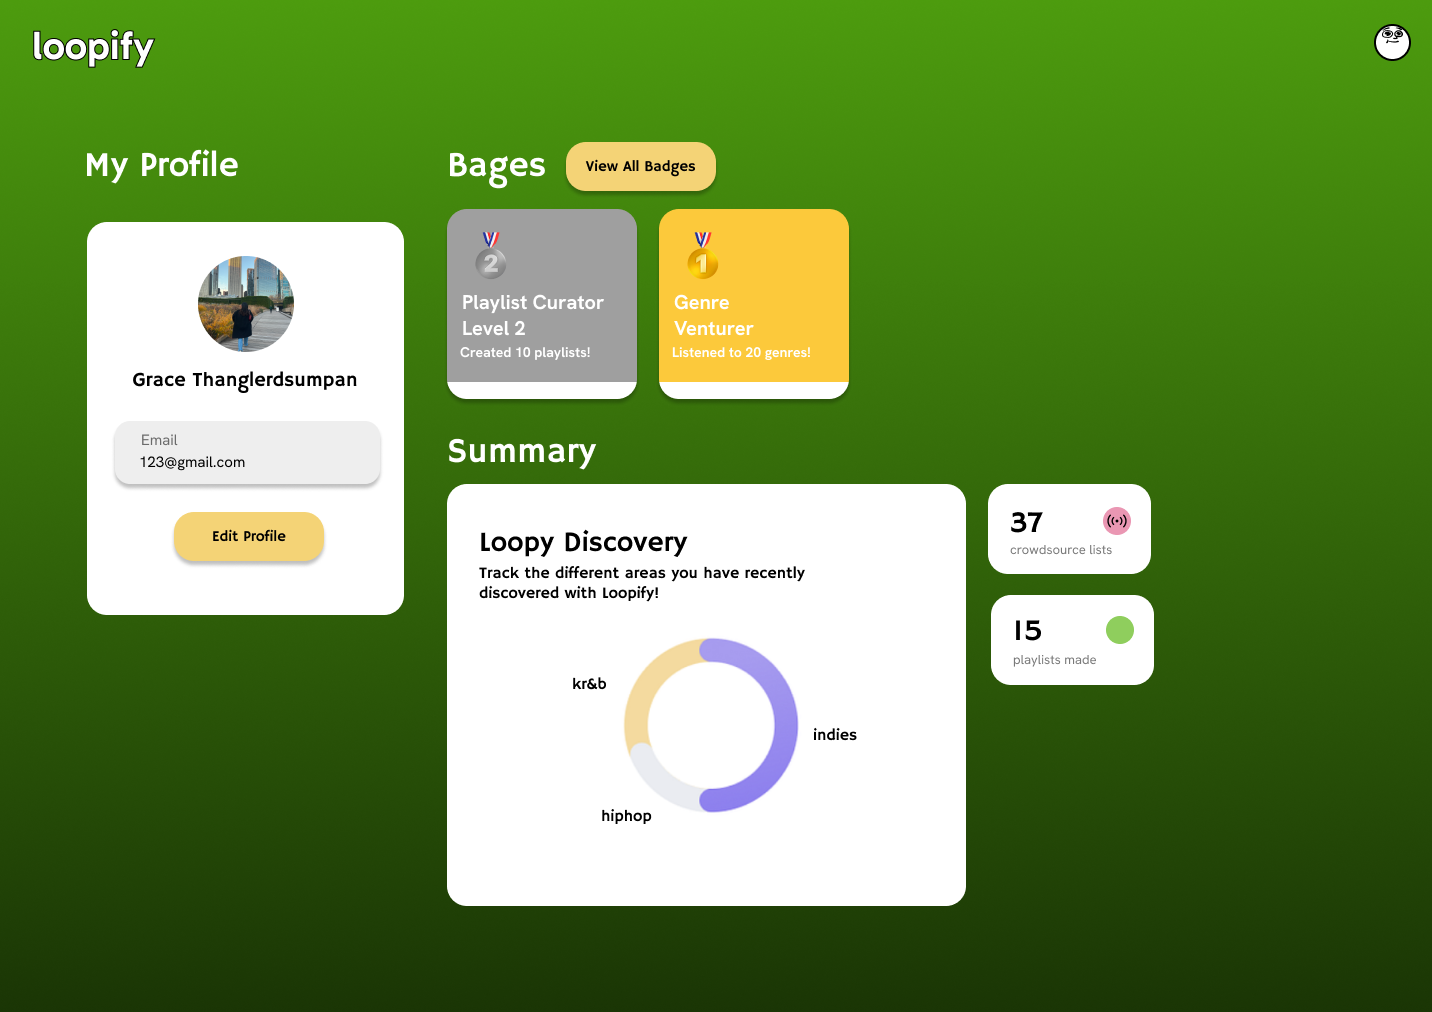 loopify
My Profile
Grace Thanglerdsumpan
Email
123@gmail.com
Edit Profile
Bages
View All Badges
2
Playlist Curator
Level 2
Created 10 playlists!
1
Genre
Venturer
Listened to 20 genres!
Summary
Loopy Discovery
Track the different areas you have recently
discovered with Loopify!
kr&b
indies
hiphop
37
crowdsource lists
15
playlists made